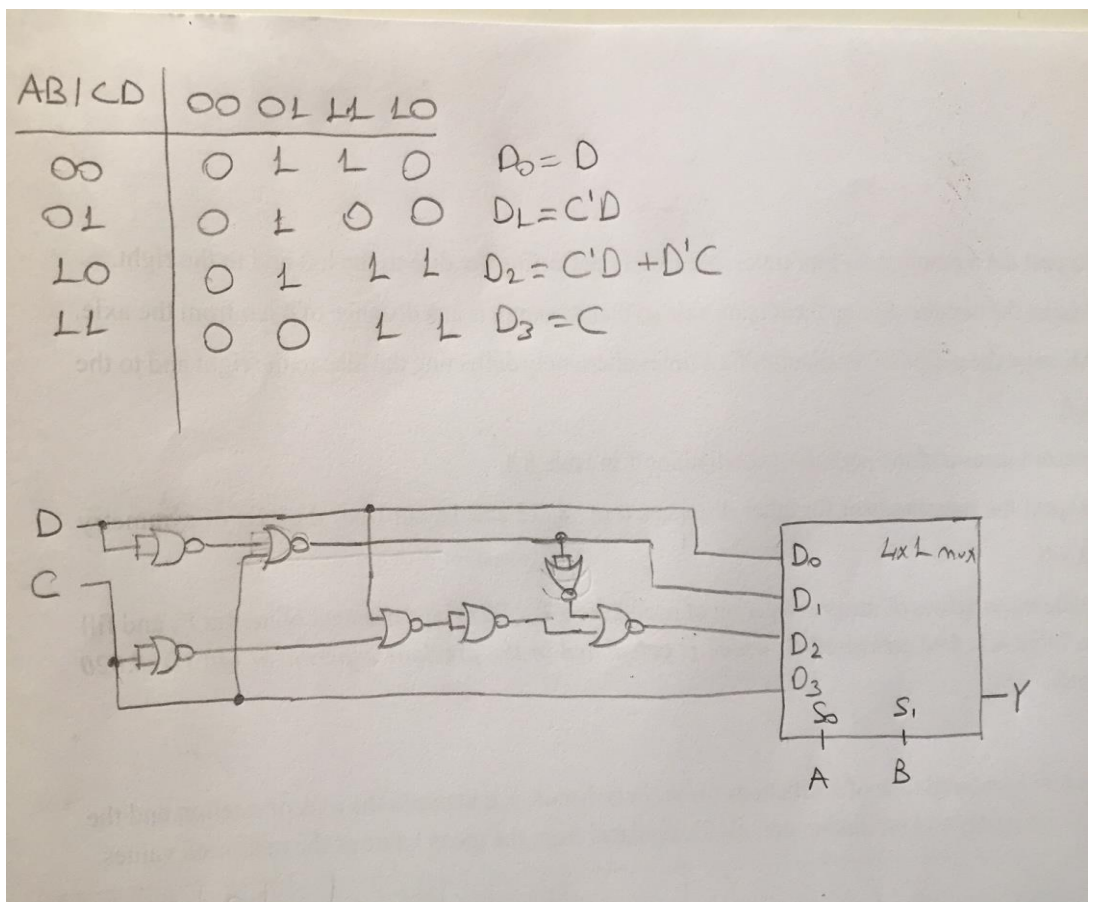 AB|CD 00 01 11 10
00 0 1 1 0 D0 = D
01 0 1 0 0 D1 = C'D
10 0 1 1 1 D2 = C'D + D'C
11 0 0 1 1 D3 = C
D
C
D0 4x1 mux
D1
D2
D3
S0 S1
Y
A B